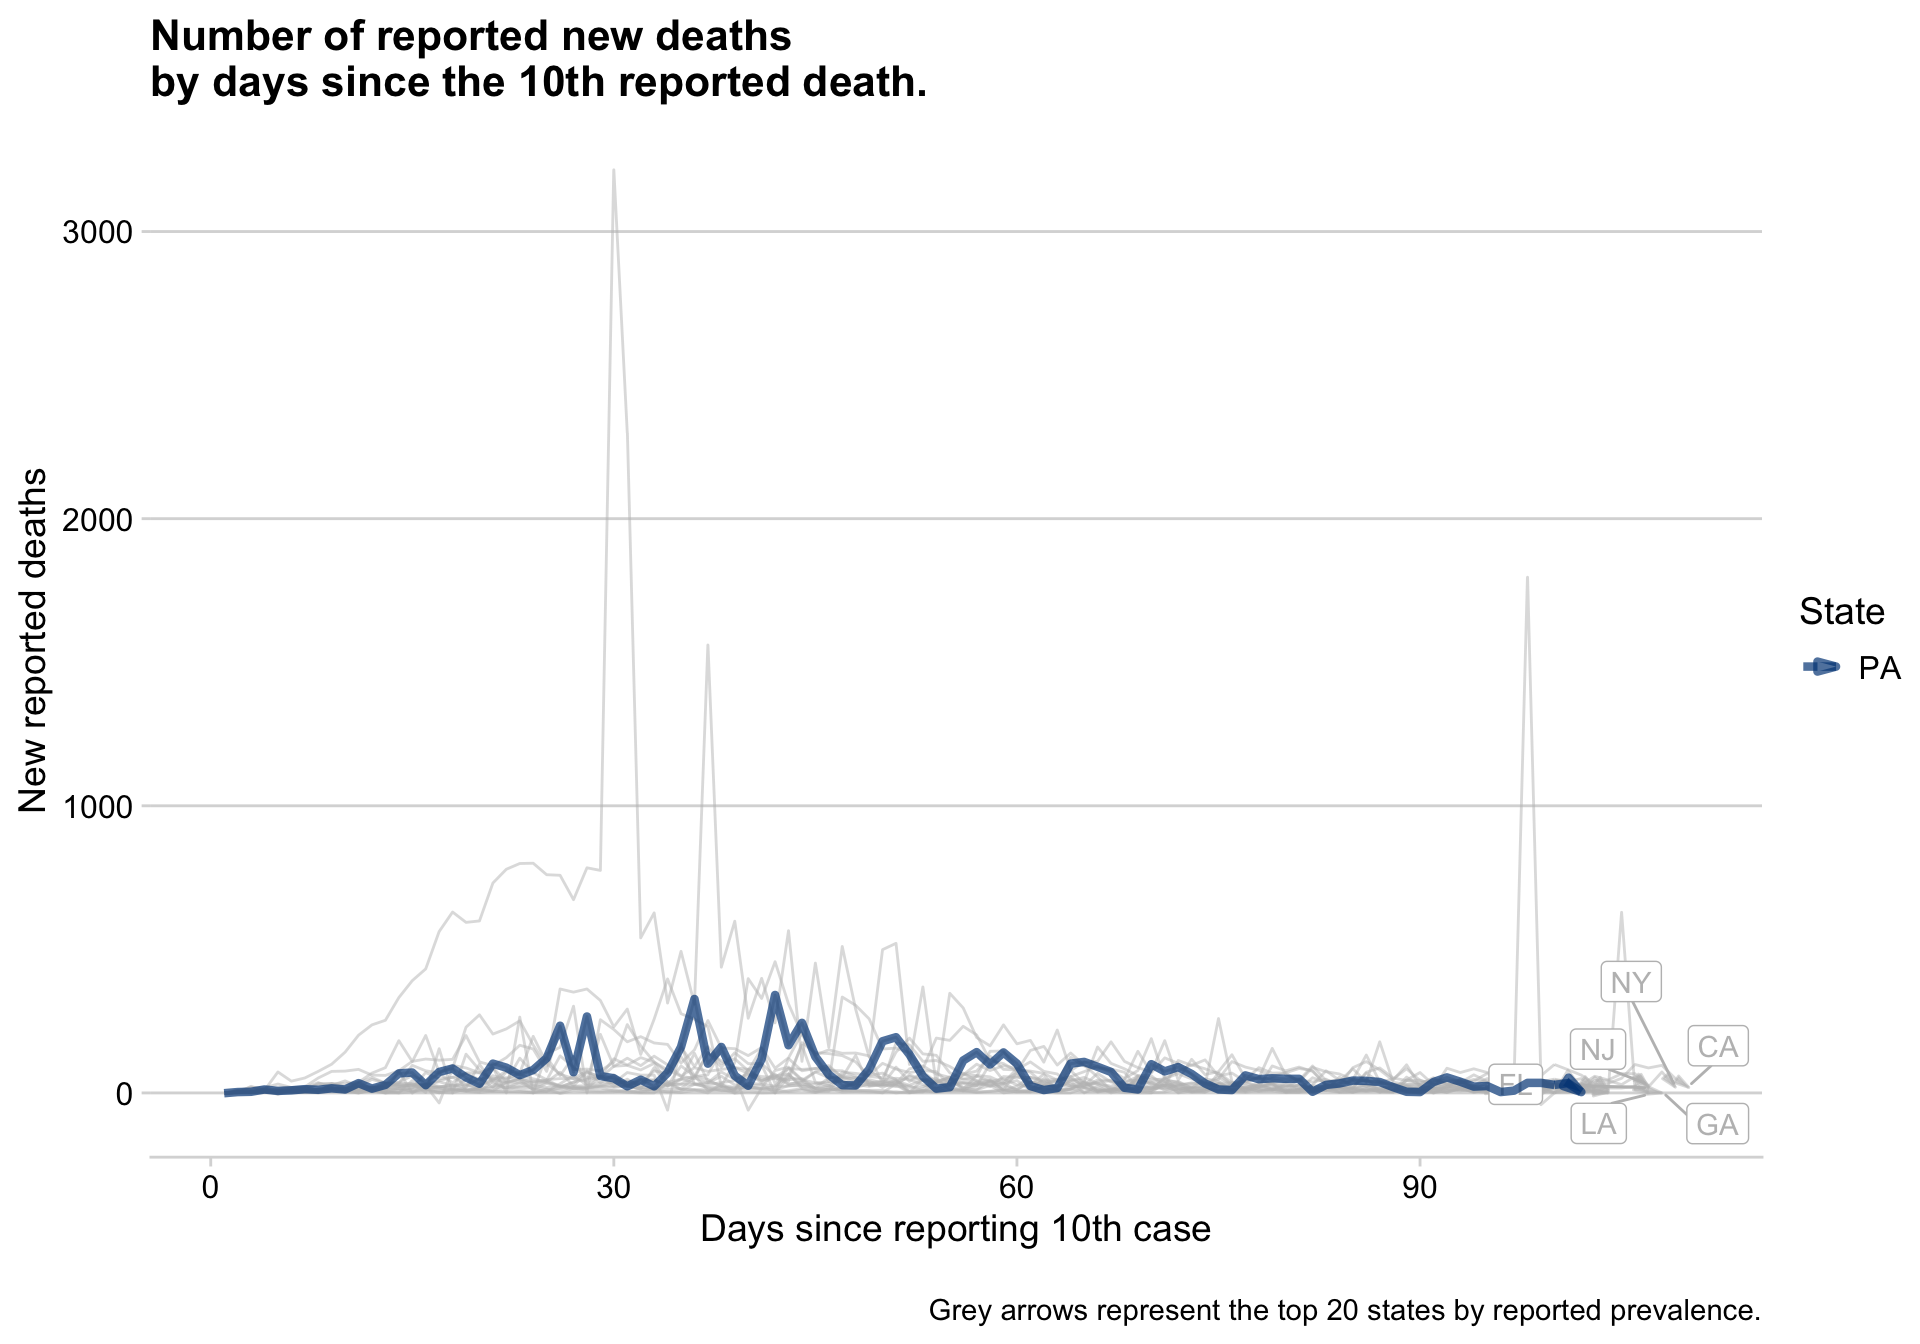 Number of reported new deaths
by days since the 10th reported death.
New reported deaths
3000
2000
1000
0
0
30
60
90
Days since reporting 10th case
NY
NJ
CA
FL
LA
GA
State
PA
Grey arrows represent the top 20 states by reported prevalence.